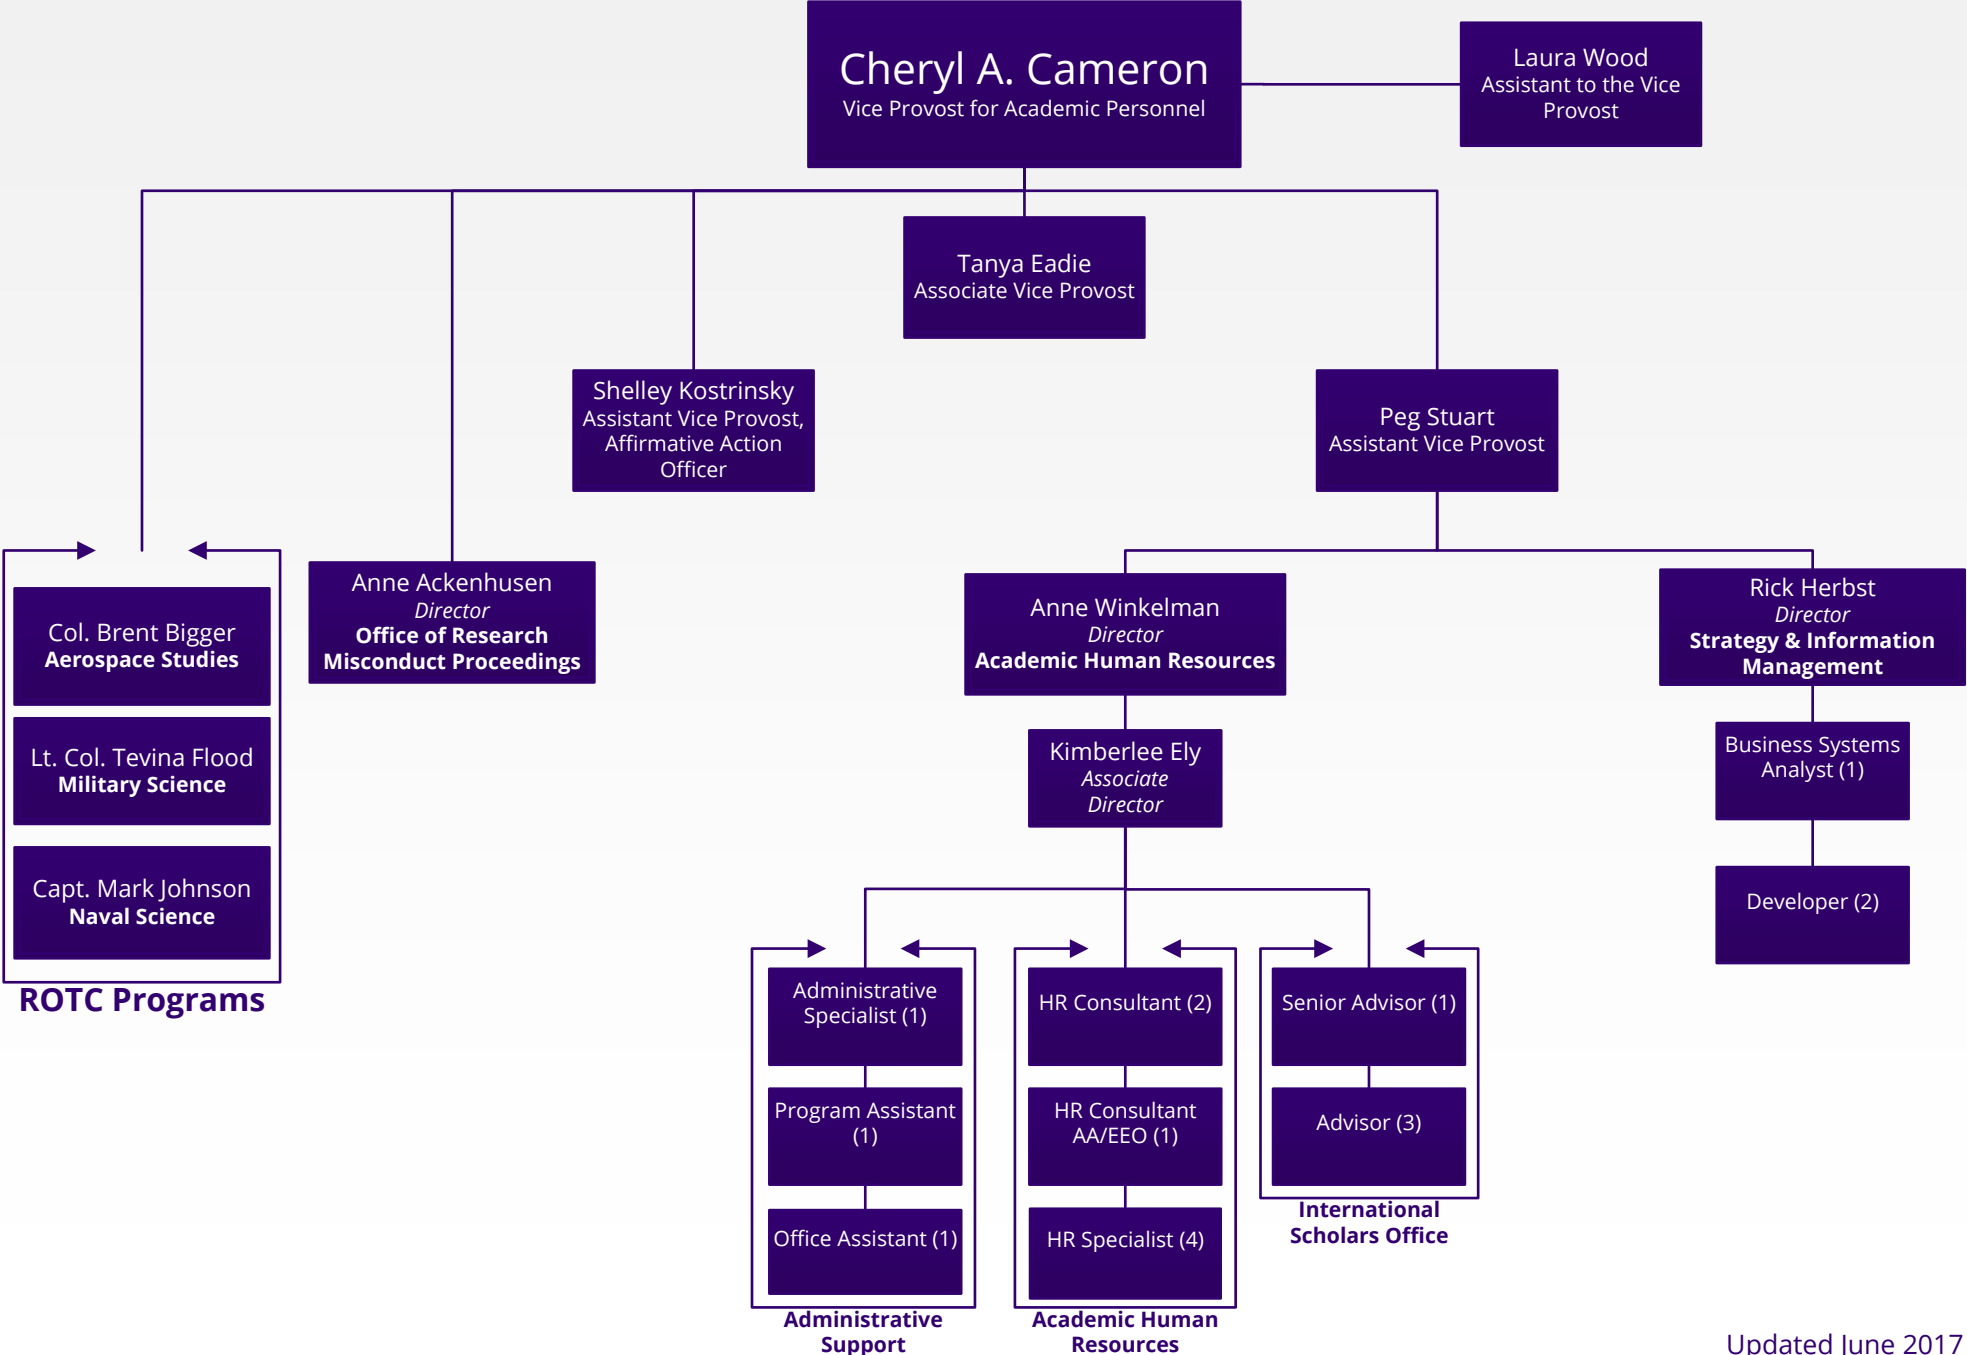 Cheryl A. Cameron
Vice Provost for Academic Personnel
Laura Wood
Assistant to the Vice
Provost
Tanya Eadie
Associate Vice Provost
Shelley Kostrinsky
Assistant Vice Provost,
Affirmative Action
Officer
Peg Stuart
Assistant Vice Provost
Col. Brent Bigger
Aerospace Studies
Lt. Col. Tevina Flood
Military Science
Capt. Mark Johnson
Naval Science
ROTC Programs
Anne Ackenhusen
Director
Office of Research
Misconduct Proceedings
Anne Winkelman
Director
Academic Human Resources
Kimberlee Ely
Associate
Director
Rick Herbst
Director
Strategy & Information
Management
Business Systems
Analyst (1)
Developer (2)
Administrative
Specialist (1)
Program Assistant
(1)
Office Assistant (1)
Administrative
Support
HR Consultant (2)
HR Consultant
AA/EEO (1)
HR Specialist (4)
Academic Human
Resources
Senior Advisor (1)
Advisor (3)
International
Scholars Office
Updated June 2017